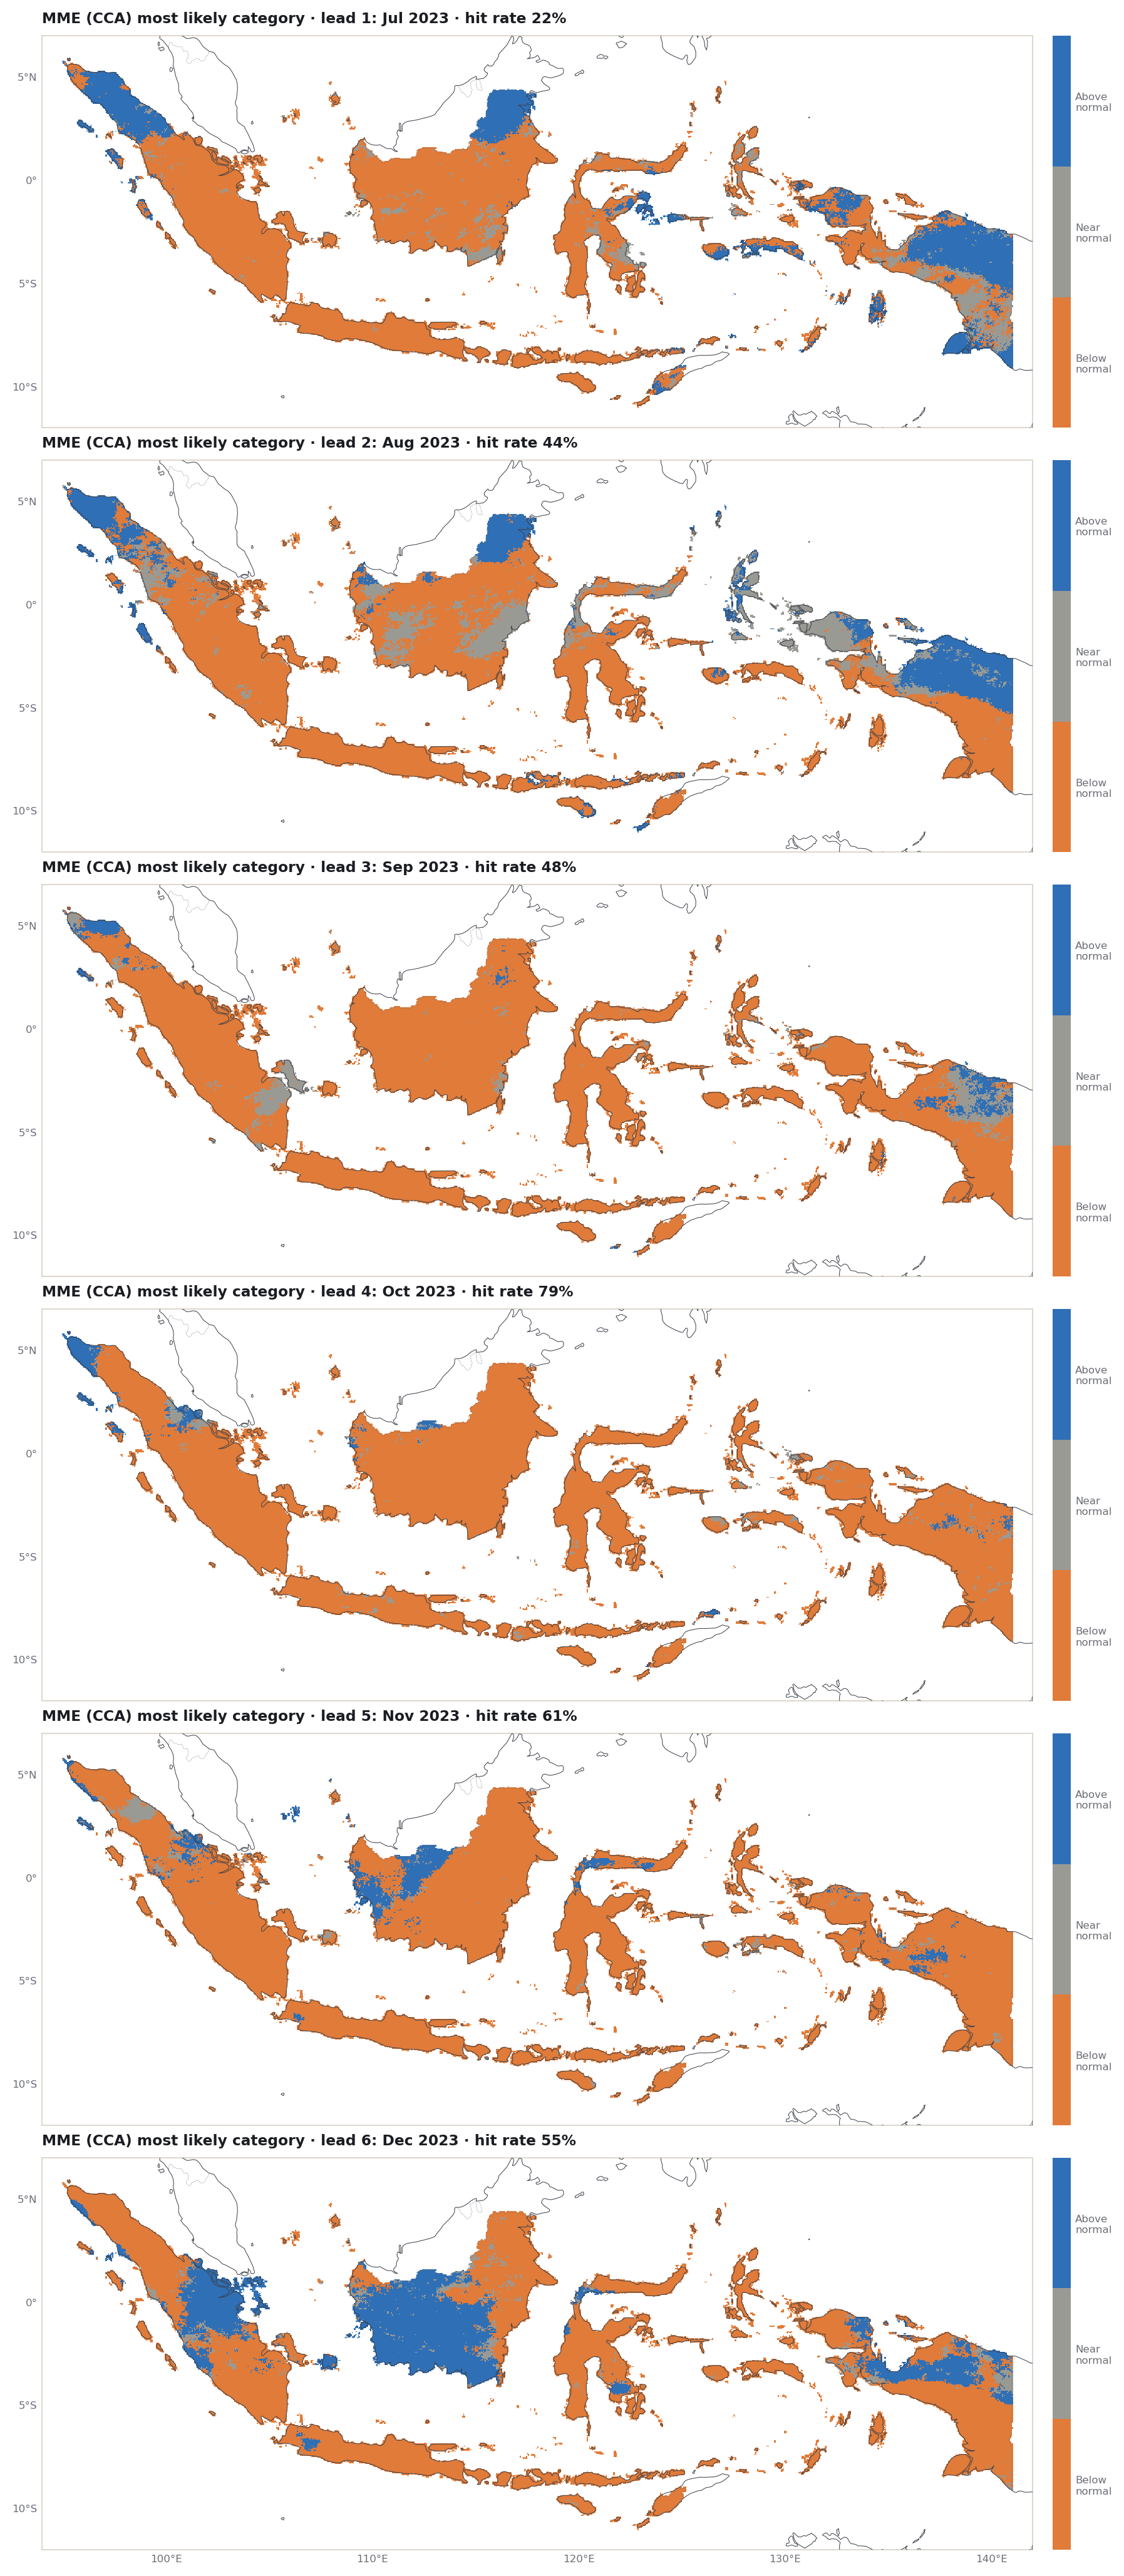 MME (CCA) most likely category · lead 1: Jul 2023 · hit rate 22%
5°N
0°
5°S
10°S
Above
normal
Near
normal
Below
normal
MME (CCA) most likely category · lead 2: Aug 2023 · hit rate 44%
5°N
0°
5°S
10°S
Above
normal
Near
normal
Below
normal
MME (CCA) most likely category · lead 3: Sep 2023 · hit rate 48%
5°N
0°
5°S
10°S
Above
normal
Near
normal
Below
normal
MME (CCA) most likely category · lead 4: Oct 2023 · hit rate 79%
5°N
0°
5°S
10°S
Above
normal
Near
normal
Below
normal
MME (CCA) most likely category · lead 5: Nov 2023 · hit rate 61%
5°N
0°
5°S
10°S
Above
normal
Near
normal
Below
normal
MME (CCA) most likely category · lead 6: Dec 2023 · hit rate 55%
5°N
0°
5°S
10°S
Above
normal
Near
normal
Below
normal
100°E 110°E 120°E 130°E 140°E